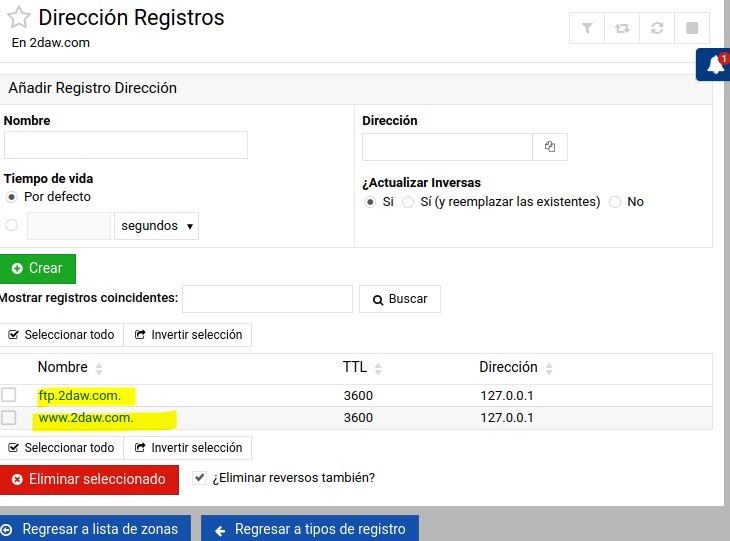 Dirección Registros
En 2daw.com
1
Añadir Registro Dirección
Nombre
Dirección
Tiempo de vida
Por defecto
segundos
¿Actualizar Inversas
Si Sí (y reemplazar las existentes) No
Crear
Mostrar registros coincidentes: Buscar
Seleccionar todo Invertir selección
Nombre TTL Dirección
ftp.2daw.com. 3600 127.0.0.1
www.2daw.com. 3600 127.0.0.1
Seleccionar todo Invertir selección
Eliminar seleccionado ¿Eliminar reversos también?
Regresar a lista de zonas Regresar a tipos de registro